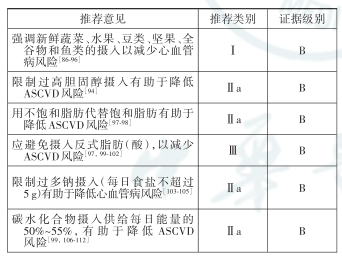 推荐意见 推荐类别 证据级别
强调新鲜蔬菜、水果、豆类、坚果、全
谷物和鱼类的摄入以减少心血管
病风险[86-96]
Ⅰ B
限制过高胆固醇摄入有助于降低
ASCVD风险[94]
Ⅱa B
用不饱和脂肪代替饱和脂肪有助于
降低ASCVD风险[97-98]
Ⅱa B
应避免摄入反式脂肪(酸),以减少
ASCVD风险[97, 99-102]
Ⅲ B
限制过多钠摄入(每日食盐不超过
5 g)有助于降低心血管病风险[103-105]
Ⅱa B
碳水化合物摄入供给每日能量的
50%~55%,有助于降低ASCVD
风险[99, 106-112]
Ⅱa B